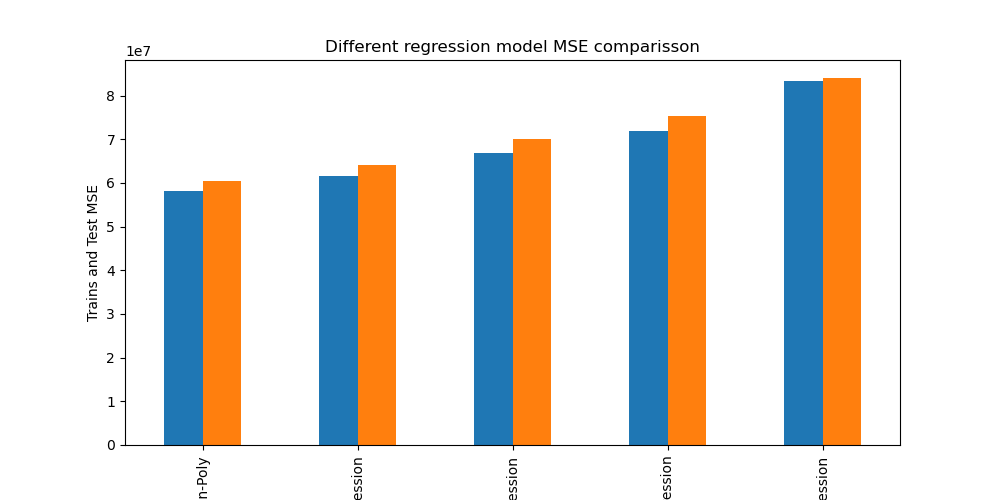 Different regression model MSE comparisson
1e7
8
7
6
5
4
3
2
1
0
Trains and Test MSE
n-Poly
ession
ession
ession
ession